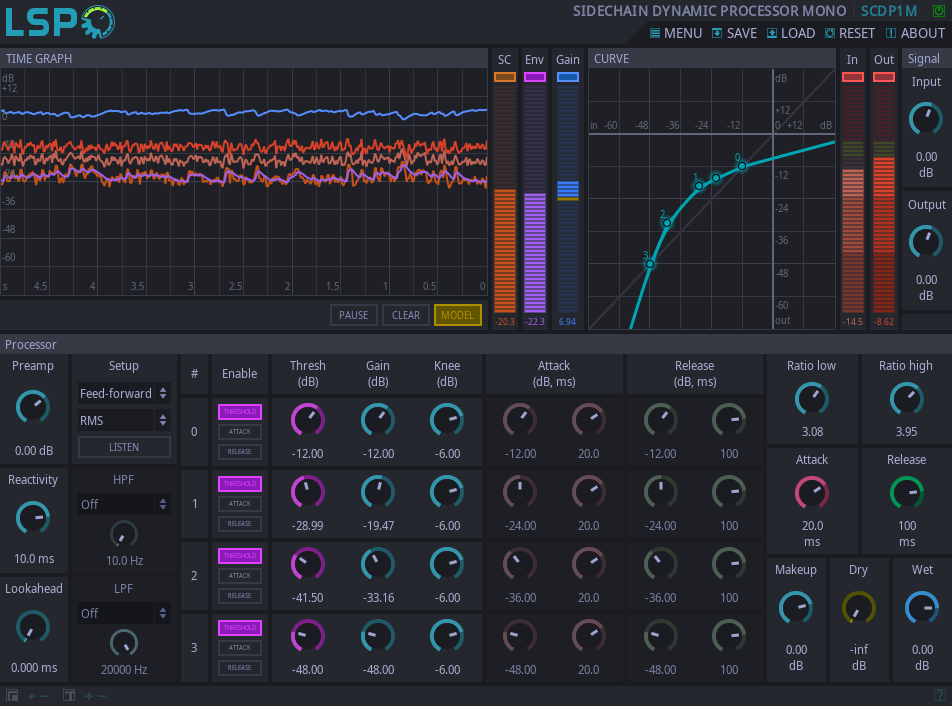 LSP
SIDECHAIN DYNAMIC PROCESSOR MONO SCDP1M
MENU SAVE LOAD RESET ABOUT
TIME GRAPH
SC Env Gain
CURVE
In Out
Signal
dB
+12
0
-24
-36
-48
-60
s 4.5 4 3.5 3 2.5 2 1.5 1 0.5 0
PAUSE CLEAR MODEL
-20.3 -22.3 6.94
dB
+12
in -60 -48 -36 -24 -12 0 +12 dB
0
1
2
3
-12
-24
-36
-48
-60
out
-14.5 -8.62
Input
0.00
dB
Output
0.00
dB
Processor
Preamp
0.00 dB
Reactivity
10.0 ms
Lookahead
0.000 ms
Setup
Feed-forward
RMS
LISTEN
HPF
Off
10.0 Hz
LPF
Off
20000 Hz
# Enable Thresh (dB) Gain (dB) Knee (dB) Attack (dB, ms) Release (dB, ms)
0 THRESHOLD ATTACK RELEASE
-12.00 -12.00 -6.00 -12.00 20.0 -12.00 100
1 THRESHOLD ATTACK RELEASE
-28.99 -19.47 -6.00 -24.00 20.0 -24.00 100
2 THRESHOLD ATTACK RELEASE
-41.50 -33.16 -6.00 -36.00 20.0 -36.00 100
3 THRESHOLD ATTACK RELEASE
-48.00 -48.00 -6.00 -48.00 20.0 -48.00 100
Ratio low
3.08
Ratio high
3.95
Attack
20.0
ms
Release
100
ms
Makeup
0.00
dB
Dry
-inf
dB
Wet
0.00
dB